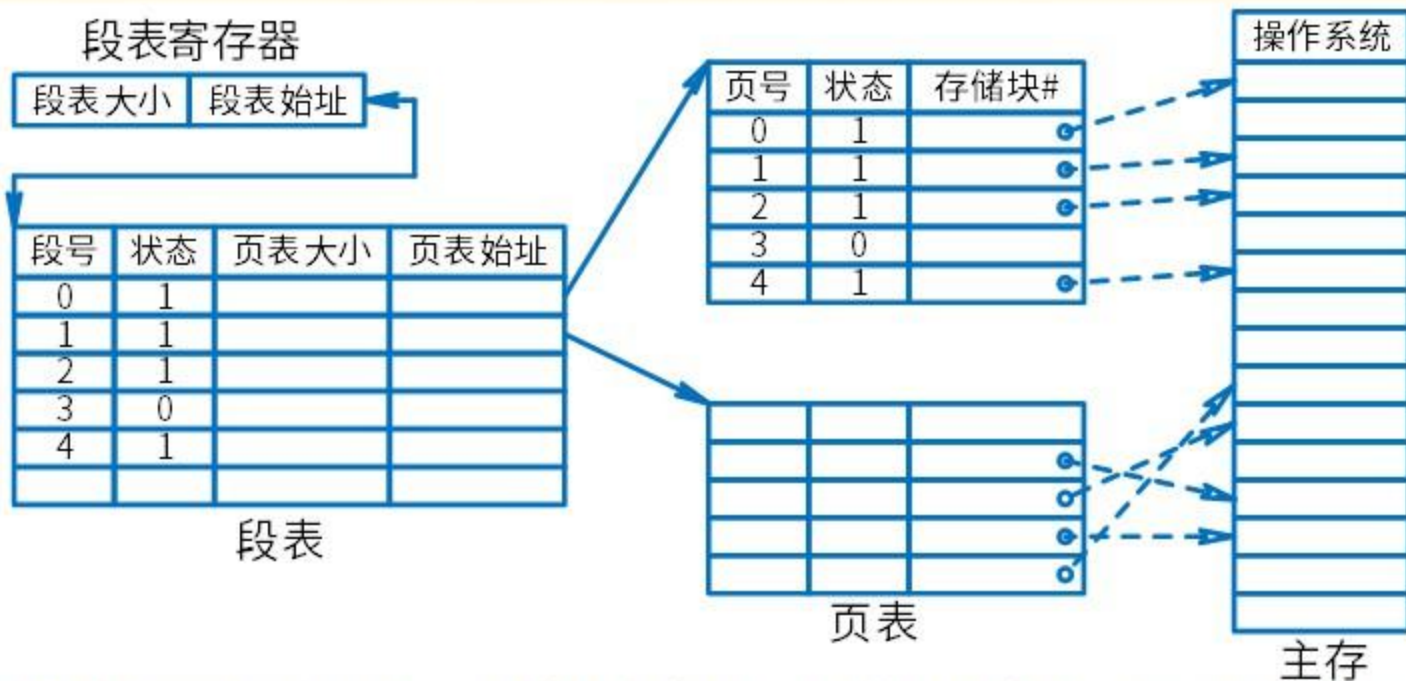 段表寄存器
段表大小 段表始址
段号 状态 页表大小 页表始址
0 1
1 1
2 1
3 0
4 1
段表
页号 状态 存储块#
0 1
1 1
2 1
3 0
4 1
页表
操作系统
主存